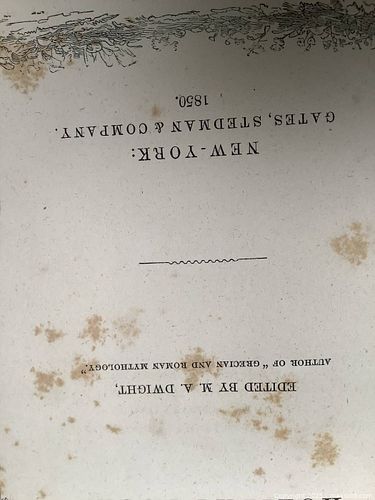 EDITED BY M. A. DWIGHT,
AUTHOR OF “GRECIAN AND ROMAN MYTHOLOGY.”
NEW-YORK:
GATES, STEDMAN & COMPANY.
1850.